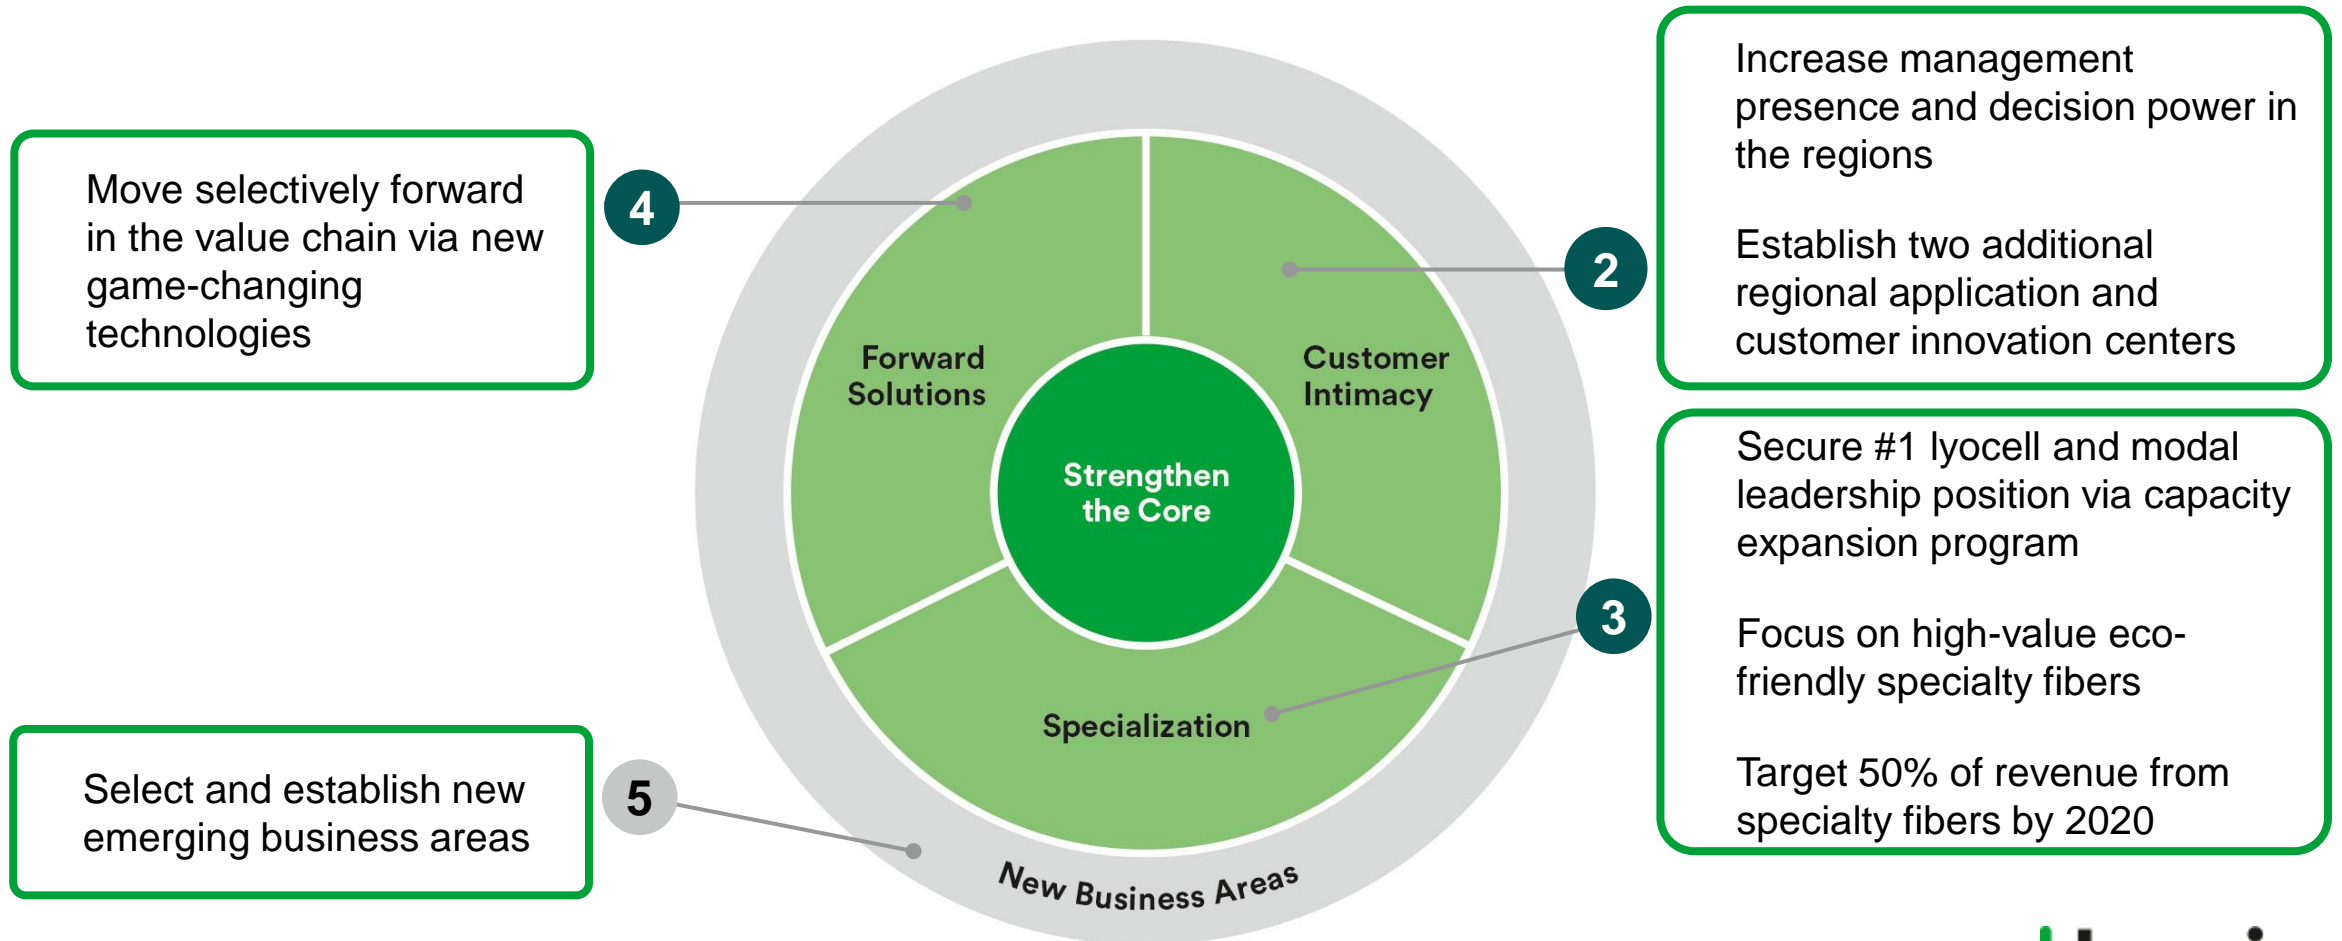 Increase management
presence and decision power in
the regions
Establish two additional
regional application and
customer innovation centers
2
Move selectively forward
in the value chain via new
game-changing
technologies
4
Forward
Solutions
Customer
Intimacy
Strengthen
the Core
Specialization
New Business Areas
3
Secure #1 lyocell and modal
leadership position via capacity
expansion program
Focus on high-value eco-
friendly specialty fibers
Target 50% of revenue from
specialty fibers by 2020
5
Select and establish new
emerging business areas